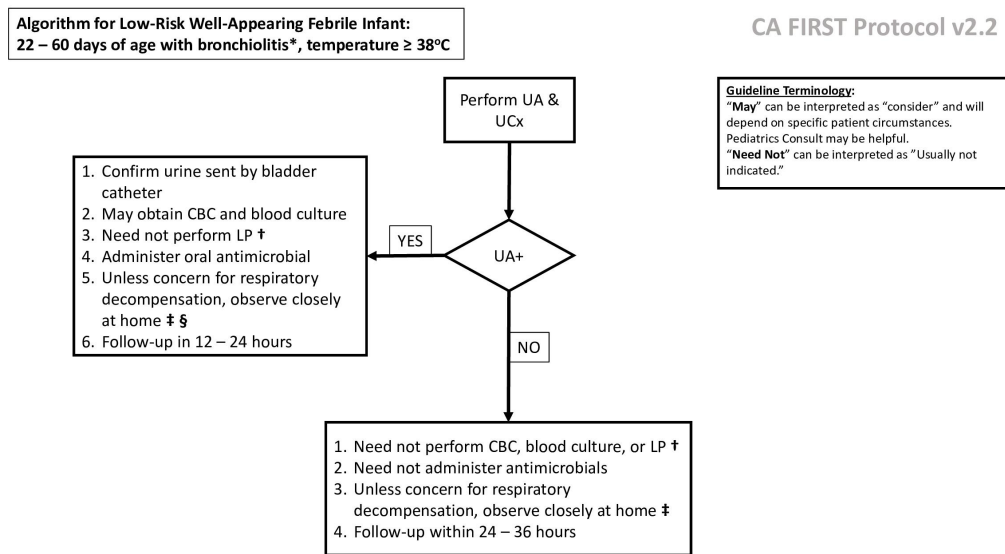 Algorithm for Low-Risk Well-Appearing Febrile Infant:
22 – 60 days of age with bronchiolitis*, temperature ≥ 38ºC
CA FIRST Protocol v2.2
Perform UA &
UCx
Guideline Terminology:
“May” can be interpreted as “consider” and will
depend on specific patient circumstances.
Pediatrics Consult may be helpful.
“Need Not” can be interpreted as ”Usually not
indicated.”
1. Confirm urine sent by bladder
catheter
2. May obtain CBC and blood culture
3. Need not perform LP †
4. Administer oral antimicrobial
5. Unless concern for respiratory
decompensation, observe closely
at home ‡ §
6. Follow-up in 12 – 24 hours
YES
UA+
NO
1. Need not perform CBC, blood culture, or LP †
2. Need not administer antimicrobials
3. Unless concern for respiratory
decompensation, observe closely at home ‡
4. Follow-up within 24 – 36 hours